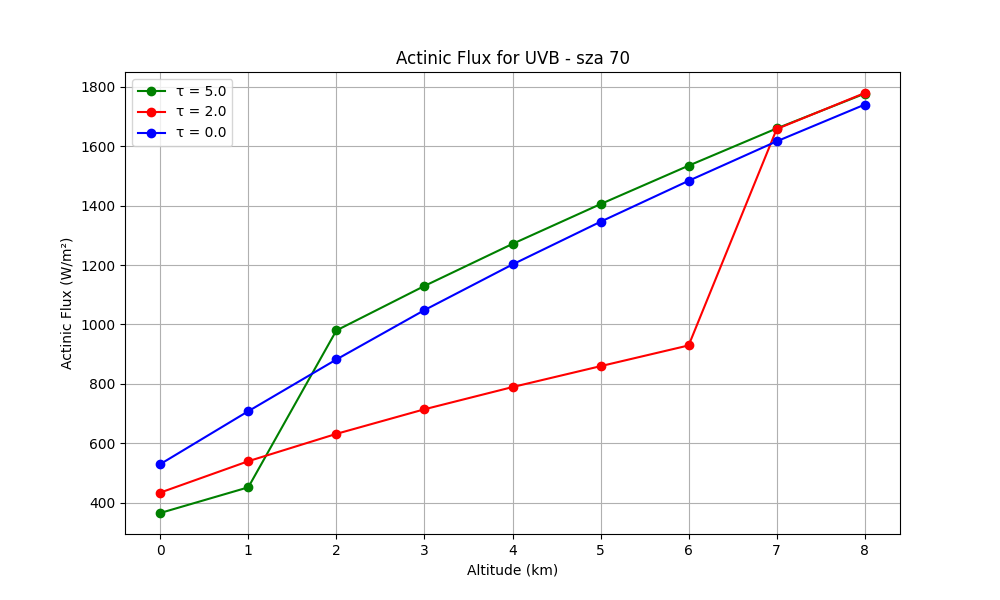 Actinic Flux for UVB - sza 70
τ = 5.0
τ = 2.0
τ = 0.0
Actinic Flux (W/m²)
1800
1600
1400
1200
1000
800
600
400
0 1 2 3 4 5 6 7 8
Altitude (km)